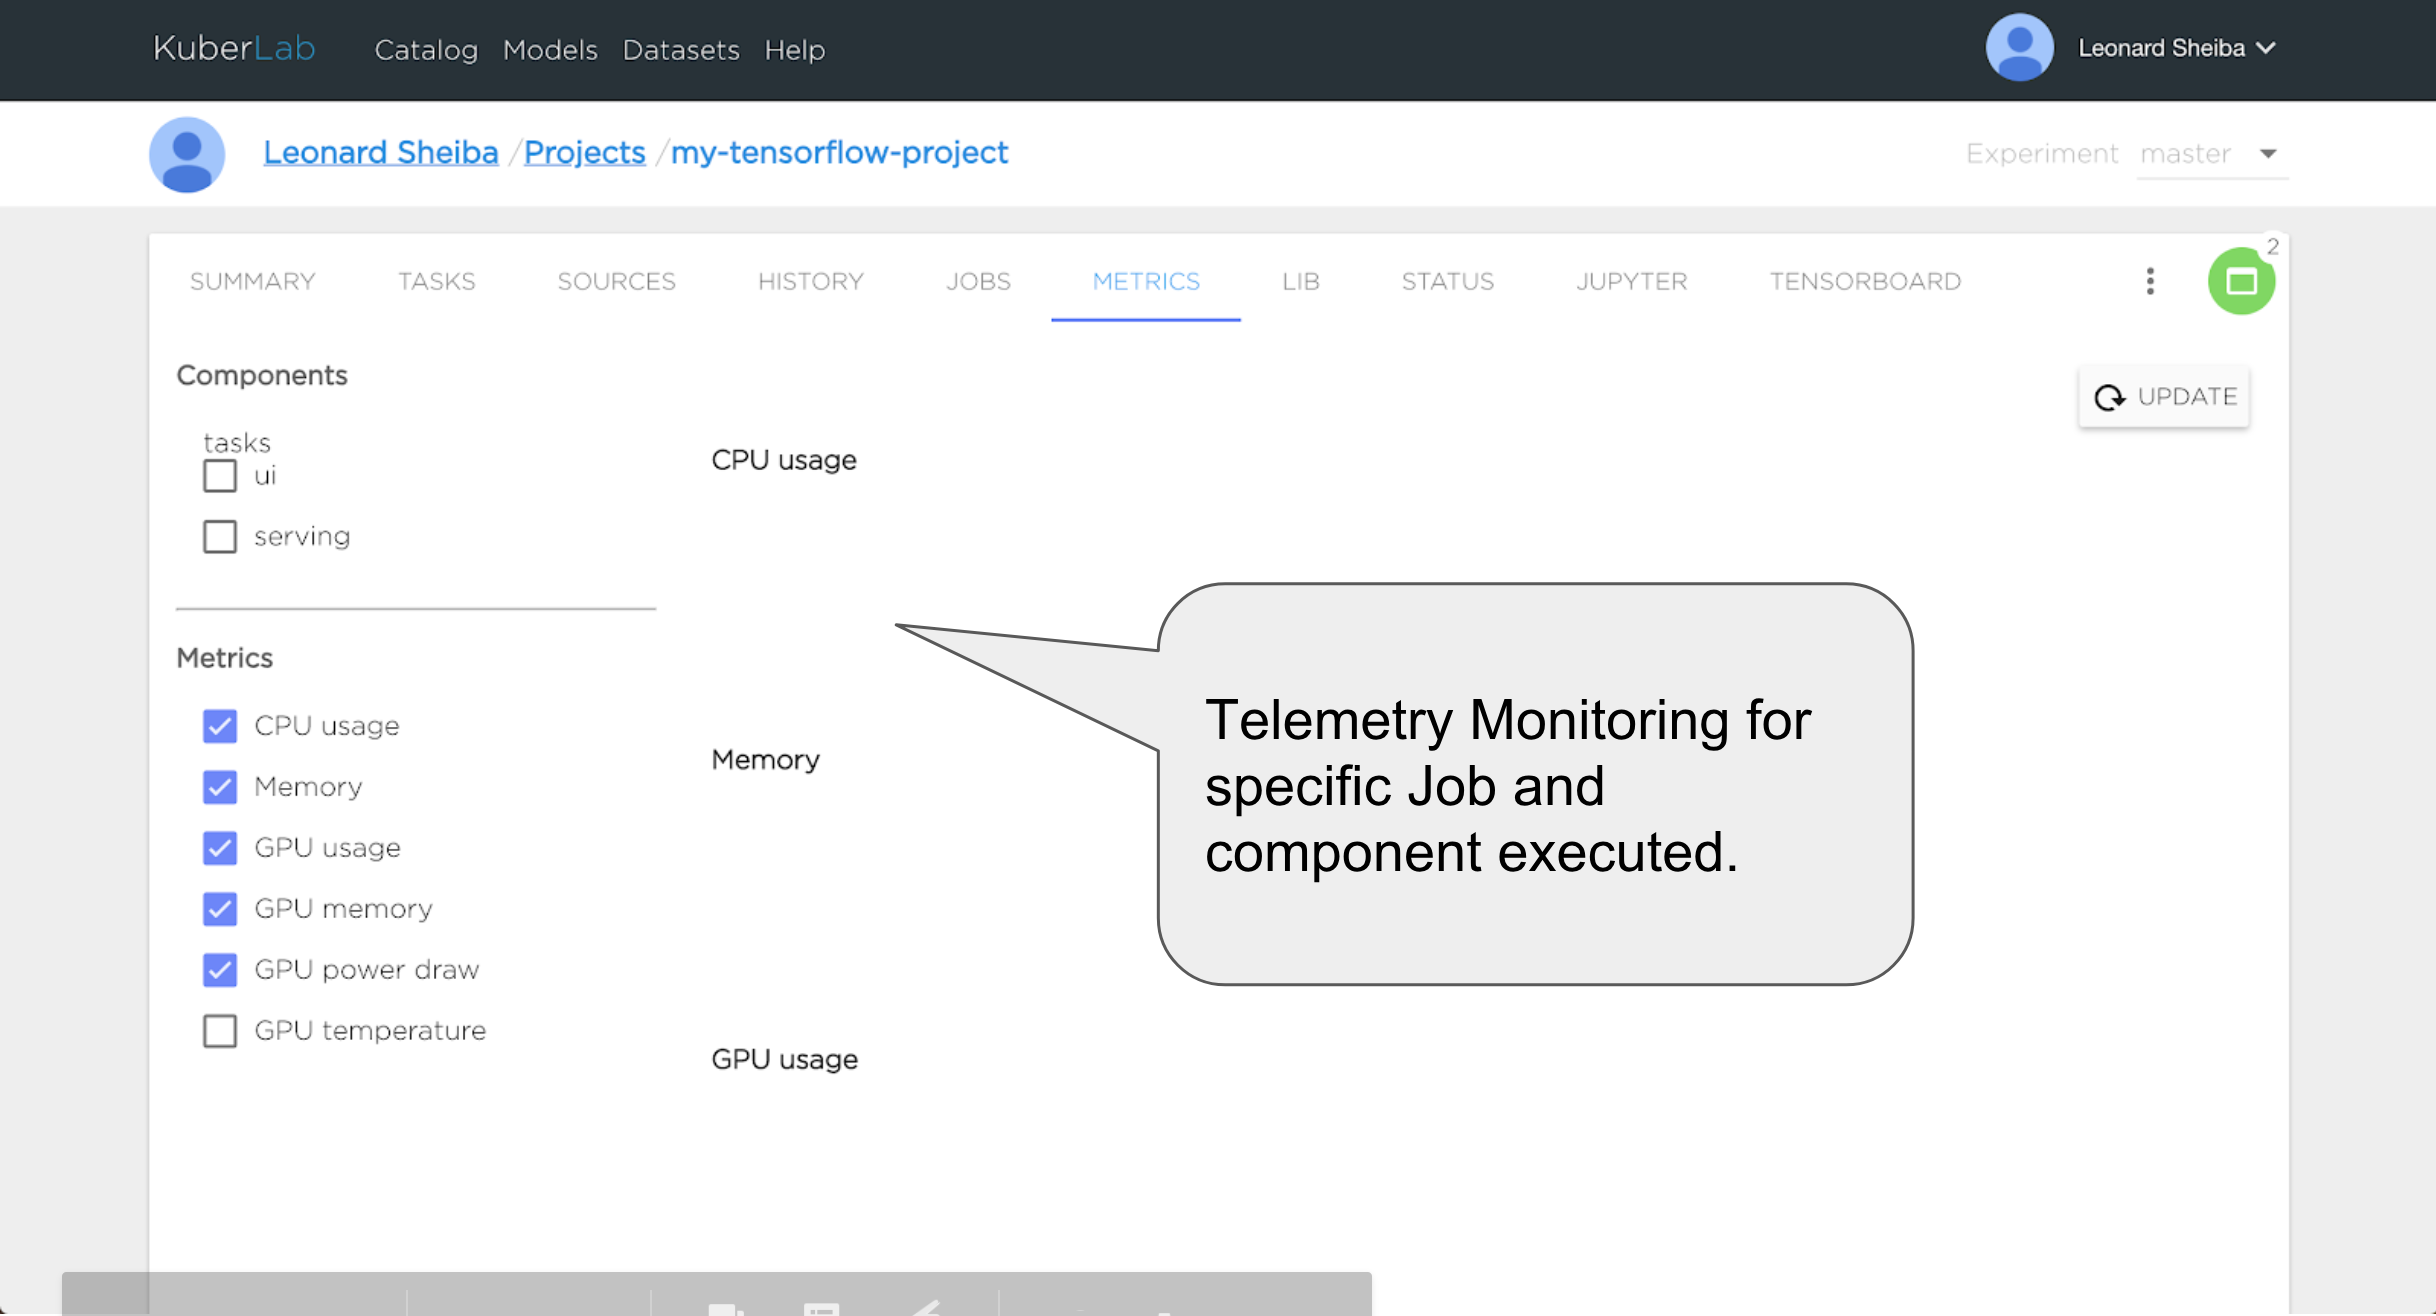 KuberLab Catalog Models Datasets Help Leonard Sheiba
Leonard Sheiba / Projects / my-tensorflow-project Experiment master
SUMMARY TASKS SOURCES HISTORY JOBS METRICS LIB STATUS JUPYTER TENSORBOARD 2
Components
UPDATE
tasks
ui
CPU usage
serving
Metrics
CPU usage
Memory
Memory
GPU usage
GPU memory
GPU power draw
GPU temperature
GPU usage
Telemetry Monitoring for
specific Job and
component executed.